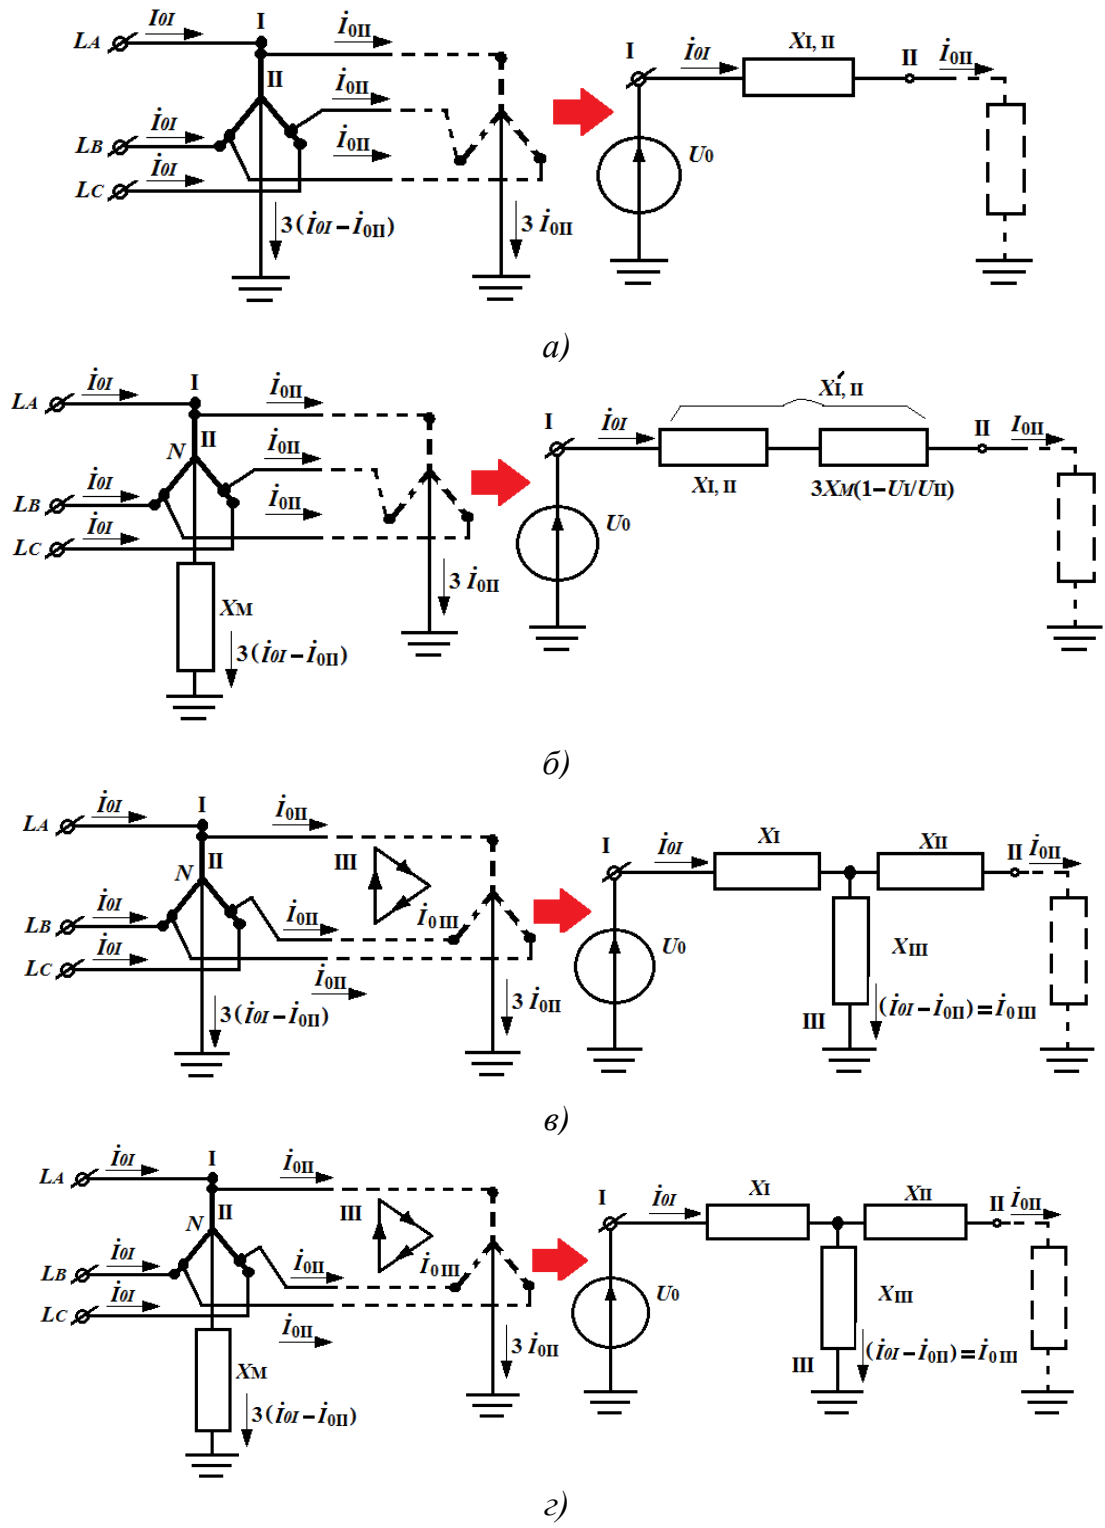 I0I I İ0II XI, II
LA İ0II I İ0I II İ0II
II
İ0I İ0II U0
LB
İ0I
LC 3(İ0I – İ0II) 3 İ0II
а)
İ0I I İ0II XI′, II
LA İ0I II I0II
N II İ0II I
İ0I İ0II XI, II 3XM(1–UI/UII)
LB
İ0I U0
LC 3 İ0II
XM
3(İ0I – İ0II)
б)
İ0I I İ0II XI XII
LA İ0I II İ0II
N II III I
İ0I İ0II İ0III U0
LB XIII
İ0I
LC İ0II
3(İ0I – İ0II) 3 İ0II III (İ0I – İ0II) = İ0III
в)
İ0I I İ0II XI XII
LA İ0I II İ0II
N II III I
İ0I İ0II İ0III
LB U0 XIII
İ0I
LC İ0II
XM 3 İ0II III (İ0I – İ0II) = İ0III
3(İ0I – İ0II)
г)